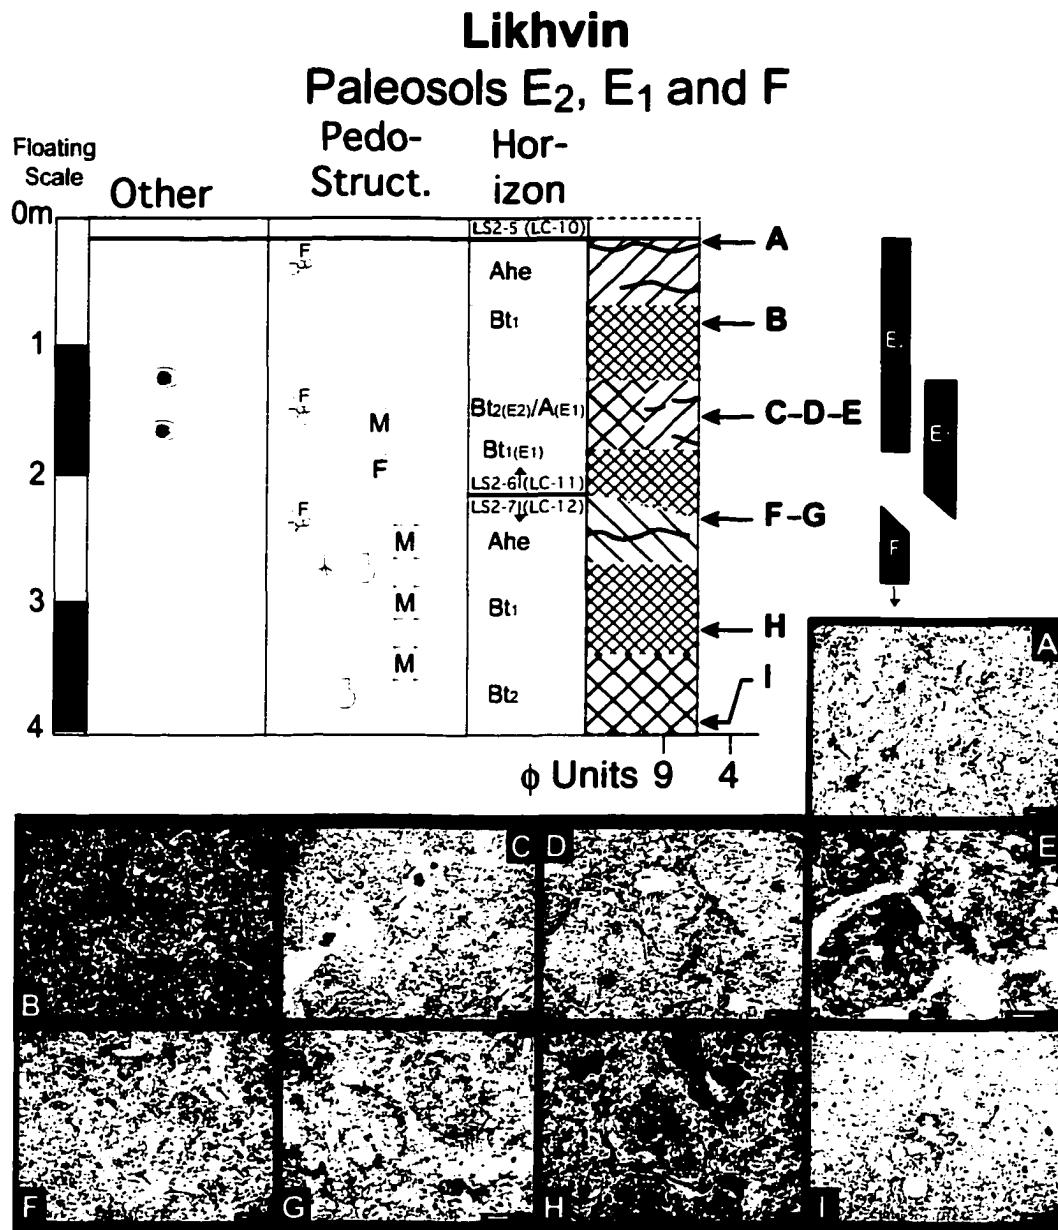 Likhvin
Paleosols E2, E1 and F
Floating Scale
Other
Pedo-Struct.
Hor-izon
0m
LS2-5 (LC-10)
A
F
Ahe
Bt1
B
1
E
F
M
Bt2(E2)/A(E1)
C-D-E
E
Bt1(E1)
2
F
LS2-6 (LC-11)
LS2-7 (LC-12)
F
F-G
M
Ahe
F
3
M
Bt1
H
M
I
Bt2
4
ϕ Units 9 4
A
B
C
D
E
F
G
H
I